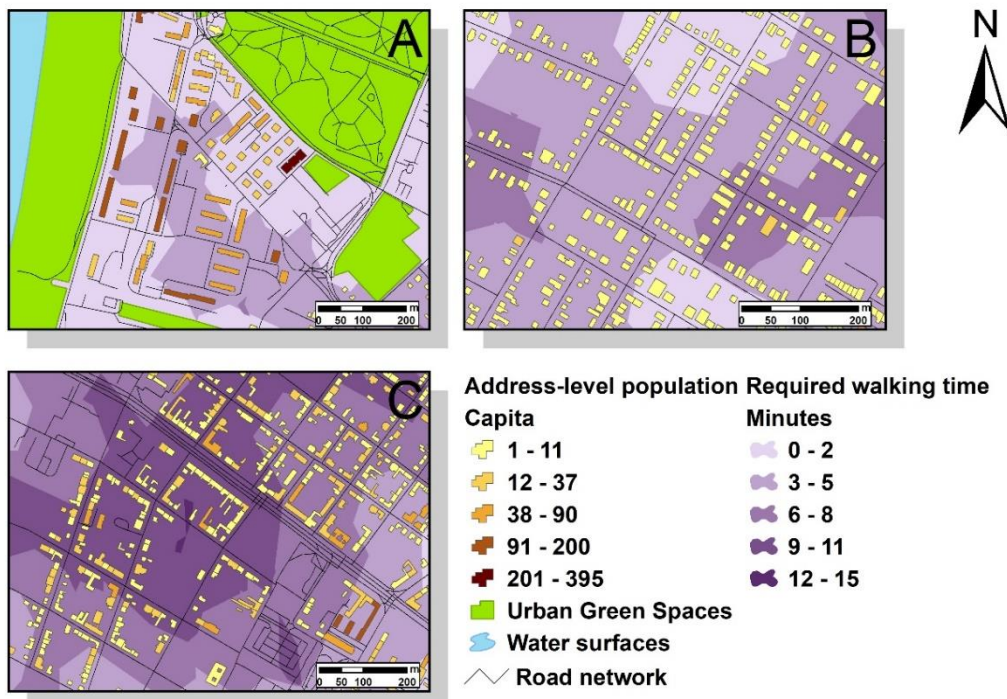 A
0 50 100 200 m
B
0 50 100 200 m
N
C
0 50 100 200 m
Address-level population Required walking time
Capita Minutes
1 - 11 0 - 2
12 - 37 3 - 5
38 - 90 6 - 8
91 - 200 9 - 11
201 - 395 12 - 15
Urban Green Spaces
Water surfaces
Road network